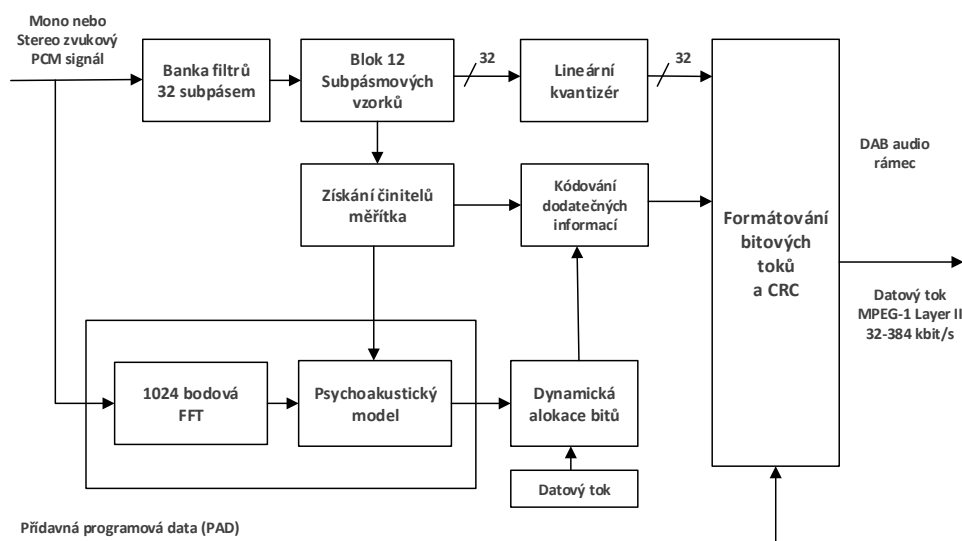 Mono nebo
Stereo zvukový
PCM signál
Banka filtrů
32 subpásem
Blok 12
Subpásmových
vzorků
32
Lineární
kvantizér
32
Získání činitelů
měřítka
Kódování
dodatečných
informací
Formátování
bitových
toků
a CRC
DAB audio
rámec
Datový tok
MPEG-1 Layer II
32-384 kbit/s
1024 bodová
FFT
Psychoakustický
model
Dynamická
alokace bitů
Datový tok
Přídavná programová data (PAD)